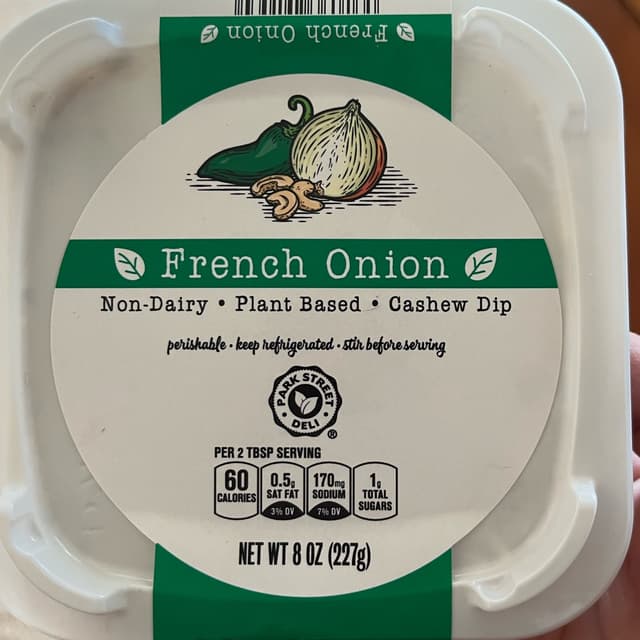 French Onion
French Onion
Non-Dairy • Plant Based • Cashew Dip
perishable • keep refrigerated • stir before serving
PARK STREET
DELI
®
PER 2 TBSP SERVING
60 CALORIES
0.5g SAT FAT 3% DV
170mg SODIUM 7% DV
1g TOTAL SUGARS
NET WT 8 OZ (227g)